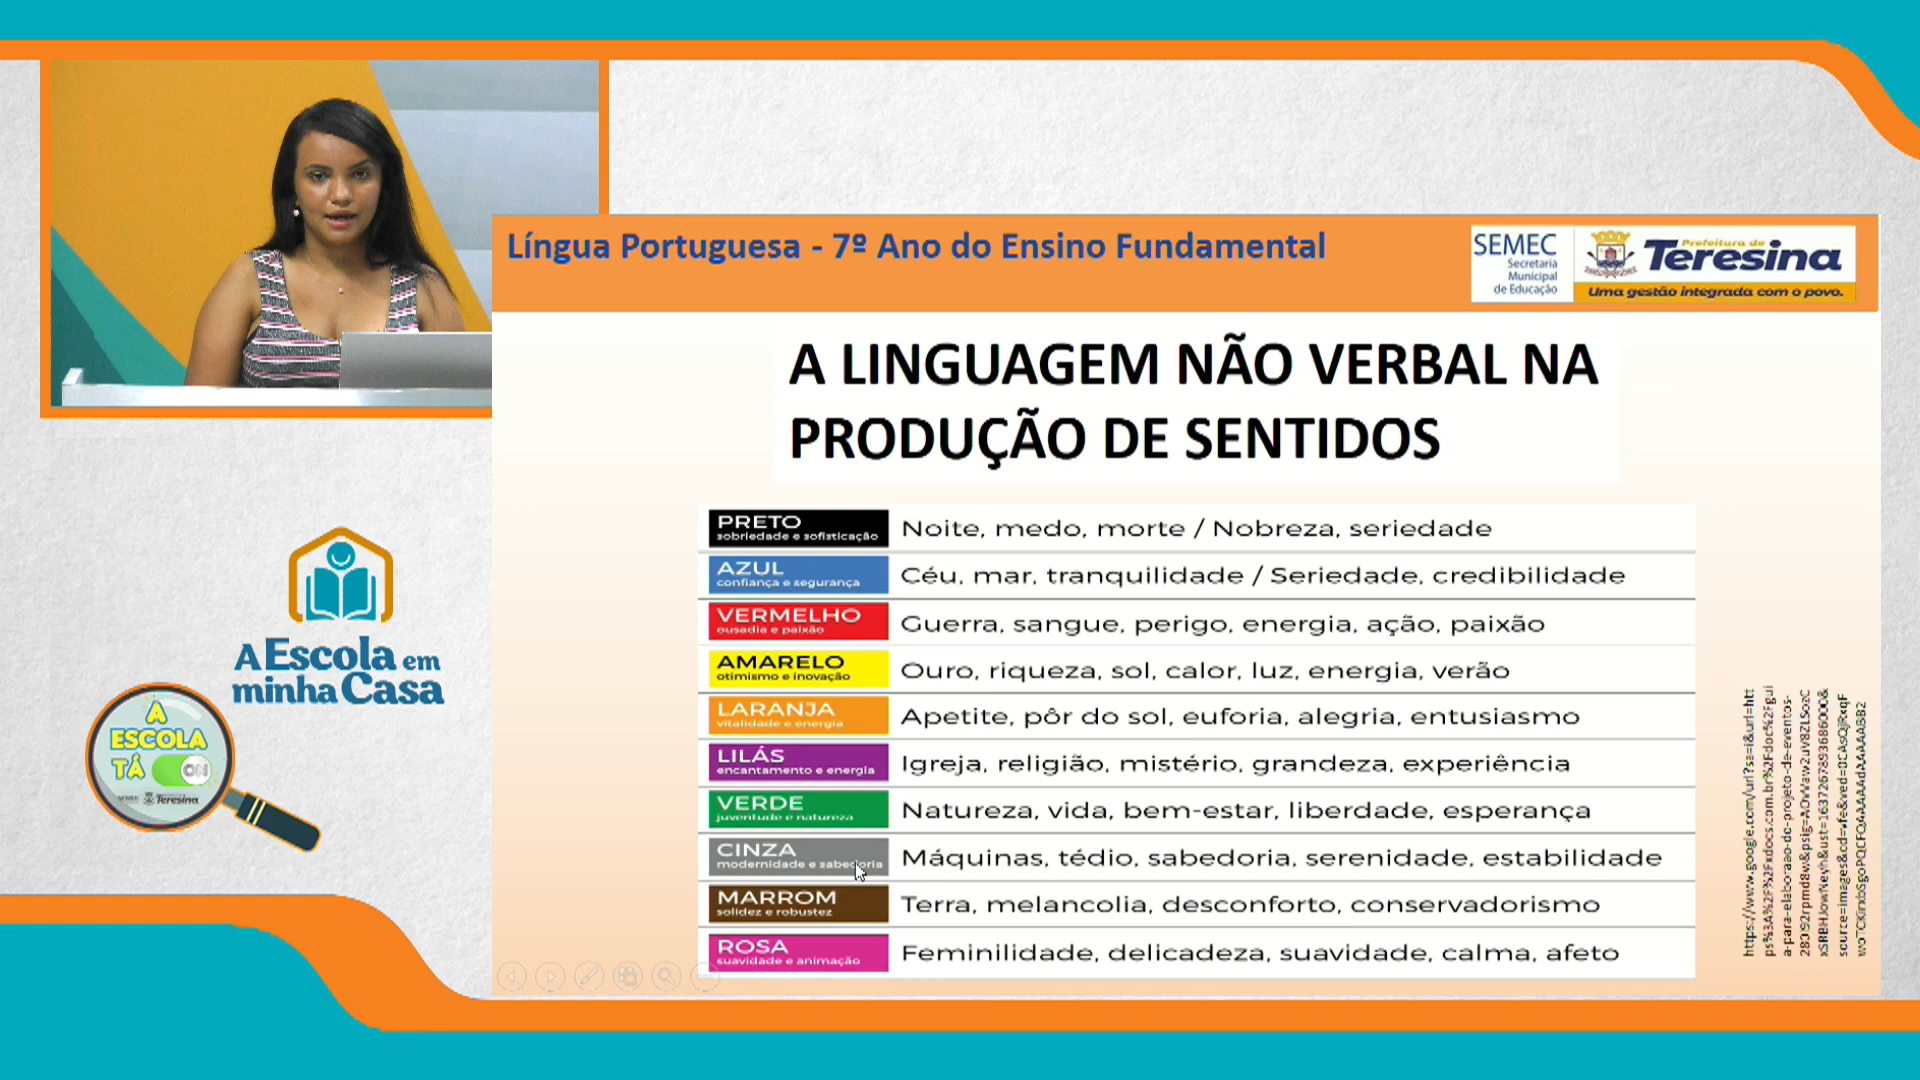 Língua Portuguesa - 7º Ano do Ensino Fundamental
SEMEC
Secretaria
Municipal
de Educação
Prefeitura de
Teresina
Uma gestão integrada com o povo.
A LINGUAGEM NÃO VERBAL NA
PRODUÇÃO DE SENTIDOS
PRETO
sobriedade e sofisticação
Noite, medo, morte / Nobreza, seriedade
AZUL
confiança e segurança
Céu, mar, tranquilidade / Seriedade, credibilidade
VERMELHO
ousadia e paixão
Guerra, sangue, perigo, energia, ação, paixão
AMARELO
otimismo e inovação
Ouro, riqueza, sol, calor, luz, energia, verão
LARANJA
vitalidade e energia
Apetite, pôr do sol, euforia, alegria, entusiasmo
LILÁS
encantamento e energia
Igreja, religião, mistério, grandeza, experiência
VERDE
juventude e natureza
Natureza, vida, bem-estar, liberdade, esperança
CINZA
modernidade e sabedoria
Máquinas, tédio, sabedoria, serenidade, estabilidade
MARROM
solidez e robustez
Terra, melancolia, desconforto, conservadorismo
ROSA
suavidade e animação
Feminilidade, delicadeza, suavidade, calma, afeto
A Escola em
minha Casa
A
ESCOLA
TÁ ON
SEMEC Teresina